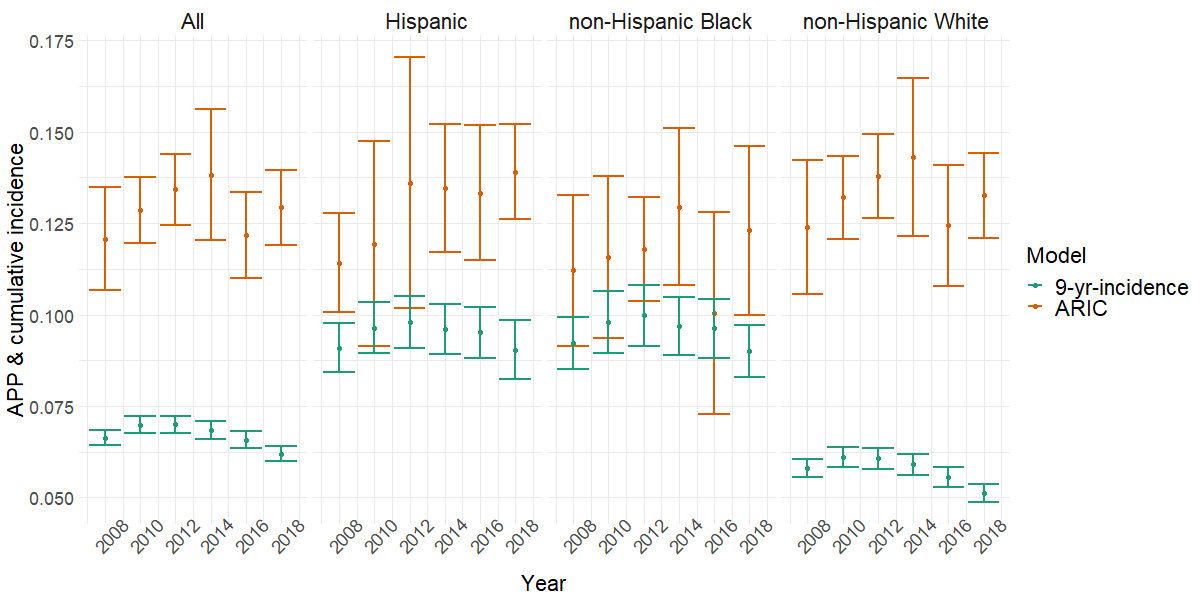 All Hispanic non-Hispanic Black non-Hispanic White
APP & cumulative incidence
0.175
0.150
0.125
0.100
0.075
0.050
2008 2010 2012 2014 2016 2018 2008 2010 2012 2014 2016 2018 2008 2010 2012 2014 2016 2018 2008 2010 2012 2014 2016 2018
Year
Model
9-yr-incidence
ARIC